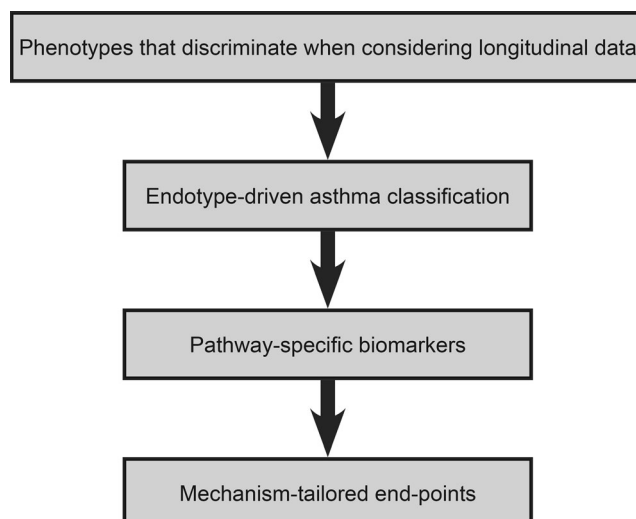 Phenotypes that discriminate when considering longitudinal data
Endotype-driven asthma classification
Pathway-specific biomarkers
Mechanism-tailored end-points